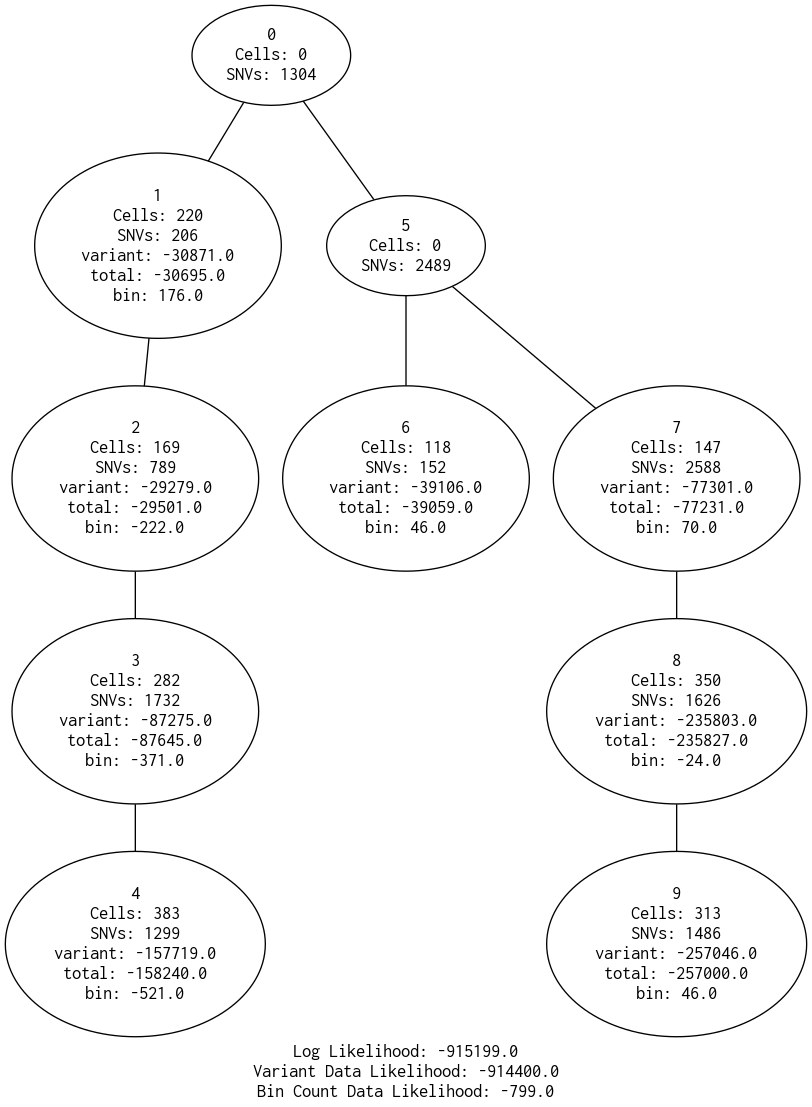 0
Cells: 0
SNVs: 1304
1
Cells: 220
SNVs: 206
variant: -30871.0
total: -30695.0
bin: 176.0
5
Cells: 0
SNVs: 2489
2
Cells: 169
SNVs: 789
variant: -29279.0
total: -29501.0
bin: -222.0
6
Cells: 118
SNVs: 152
variant: -39106.0
total: -39059.0
bin: 46.0
7
Cells: 147
SNVs: 2588
variant: -77301.0
total: -77231.0
bin: 70.0
3
Cells: 282
SNVs: 1732
variant: -87275.0
total: -87645.0
bin: -371.0
8
Cells: 350
SNVs: 1626
variant: -235803.0
total: -235827.0
bin: -24.0
4
Cells: 383
SNVs: 1299
variant: -157719.0
total: -158240.0
bin: -521.0
9
Cells: 313
SNVs: 1486
variant: -257046.0
total: -257000.0
bin: 46.0
Log Likelihood: -915199.0
Variant Data Likelihood: -914400.0
Bin Count Data Likelihood: -799.0